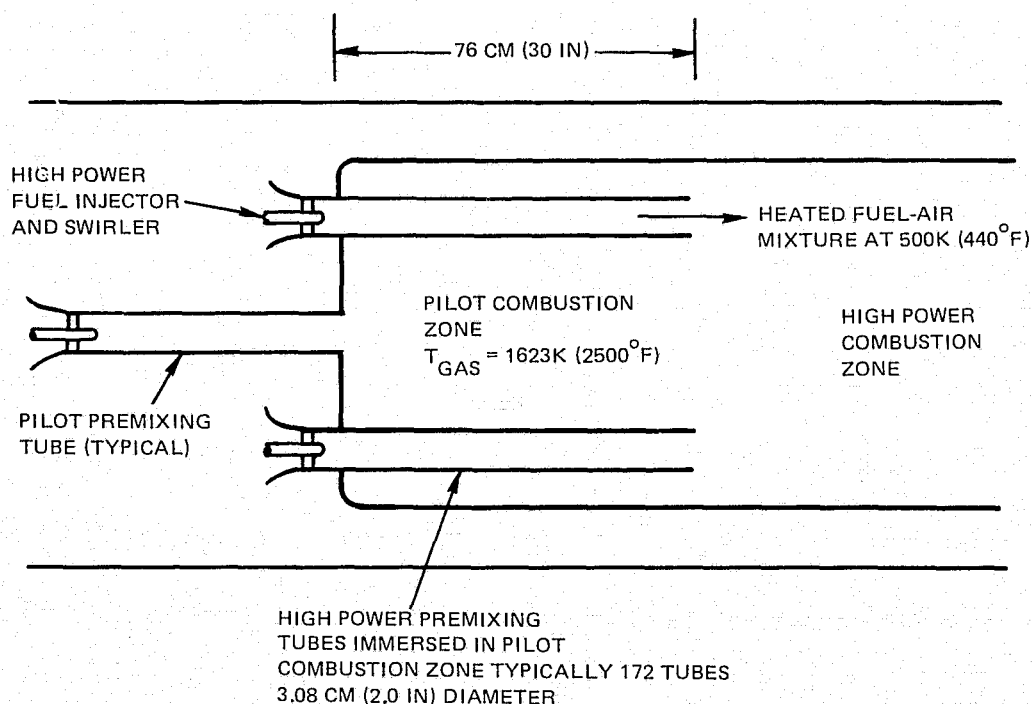 76 CM (30 IN)
HIGH POWER
FUEL INJECTOR
AND SWIRLER
HEATED FUEL-AIR
MIXTURE AT 500K (440°F)
PILOT COMBUSTION
ZONE
T GAS = 1623K (2500°F)
HIGH POWER
COMBUSTION
ZONE
PILOT PREMIXING
TUBE (TYPICAL)
HIGH POWER PREMIXING
TUBES IMMERSED IN PILOT
COMBUSTION ZONE TYPICALLY 172 TUBES
3.08 CM (2.0 IN) DIAMETER